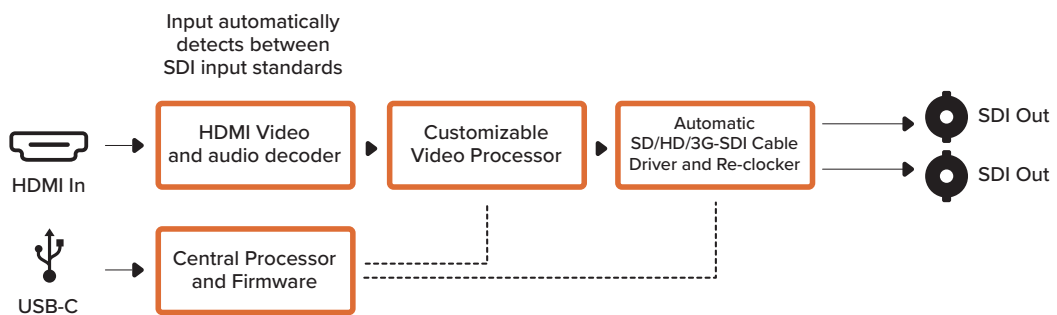 Input automatically
detects between
SDI input standards
HDMI In
HDMI Video
and audio decoder
Customizable
Video Processor
Automatic
SD/HD/3G-SDI Cable
Driver and Re-clocker
SDI Out
SDI Out
USB-C
Central Processor
and Firmware